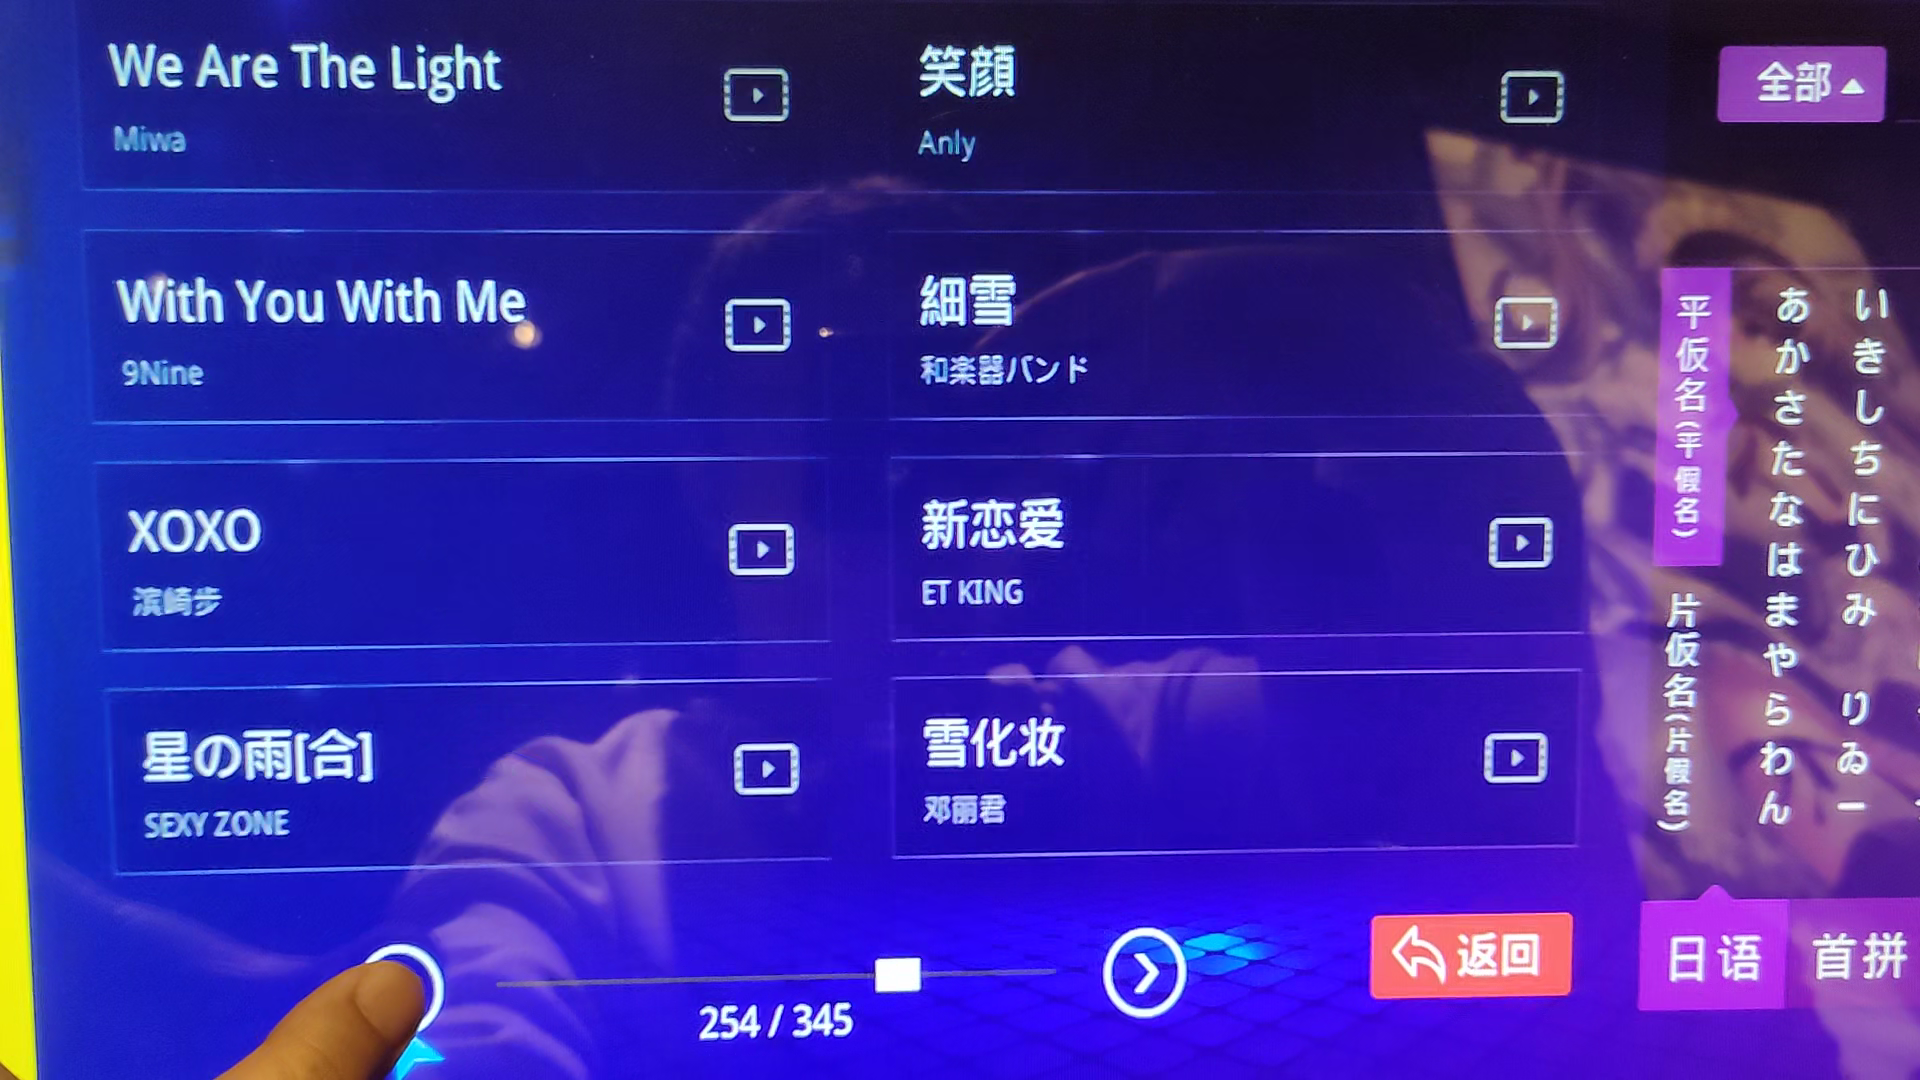 We Are The Light
Miwa
笑顔
Anly
With You With Me
9Nine
細雪
和楽器バンド
XOXO
滨崎步
新恋爱
ET KING
星の雨[合]
SEXY ZONE
雪化妆
邓丽君
254 / 345
返回
全部
平仮名(平假名)
片仮名(片假名)
あかさたなはまやらわん
いきしちにひみ りゐー
日语
首拼